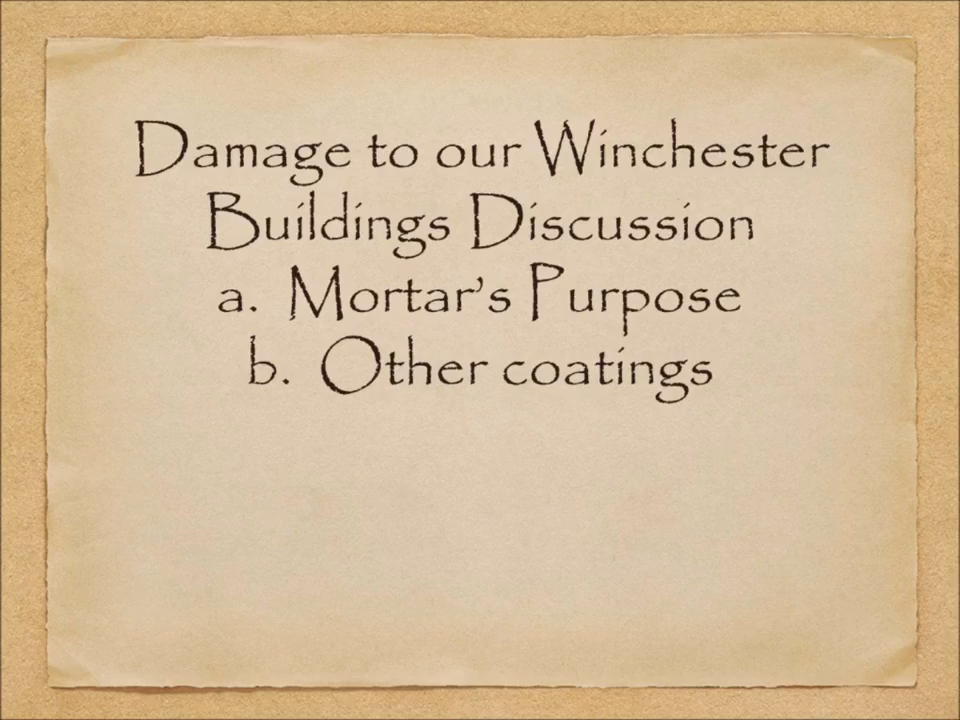 Damage to our Winchester
Buildings Discussion
a. Mortar's Purpose
b. Other coatings